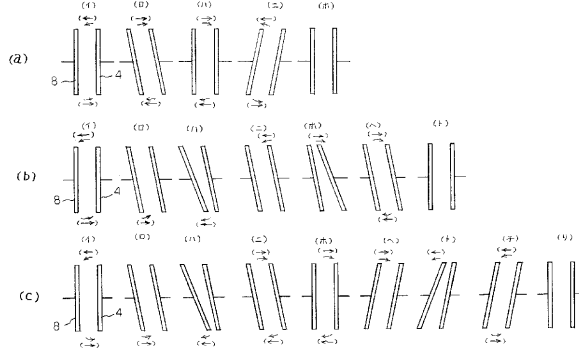 (イ) (ロ) (ハ) (ニ) (ホ)
(a)
8 4
(イ) (ロ) (ハ) (ニ) (ホ) (ヘ) (ト)
(b)
8 4
(イ) (ロ) (ハ) (ニ) (ホ) (ヘ) (ト) (チ) (リ)
(c)
8 4